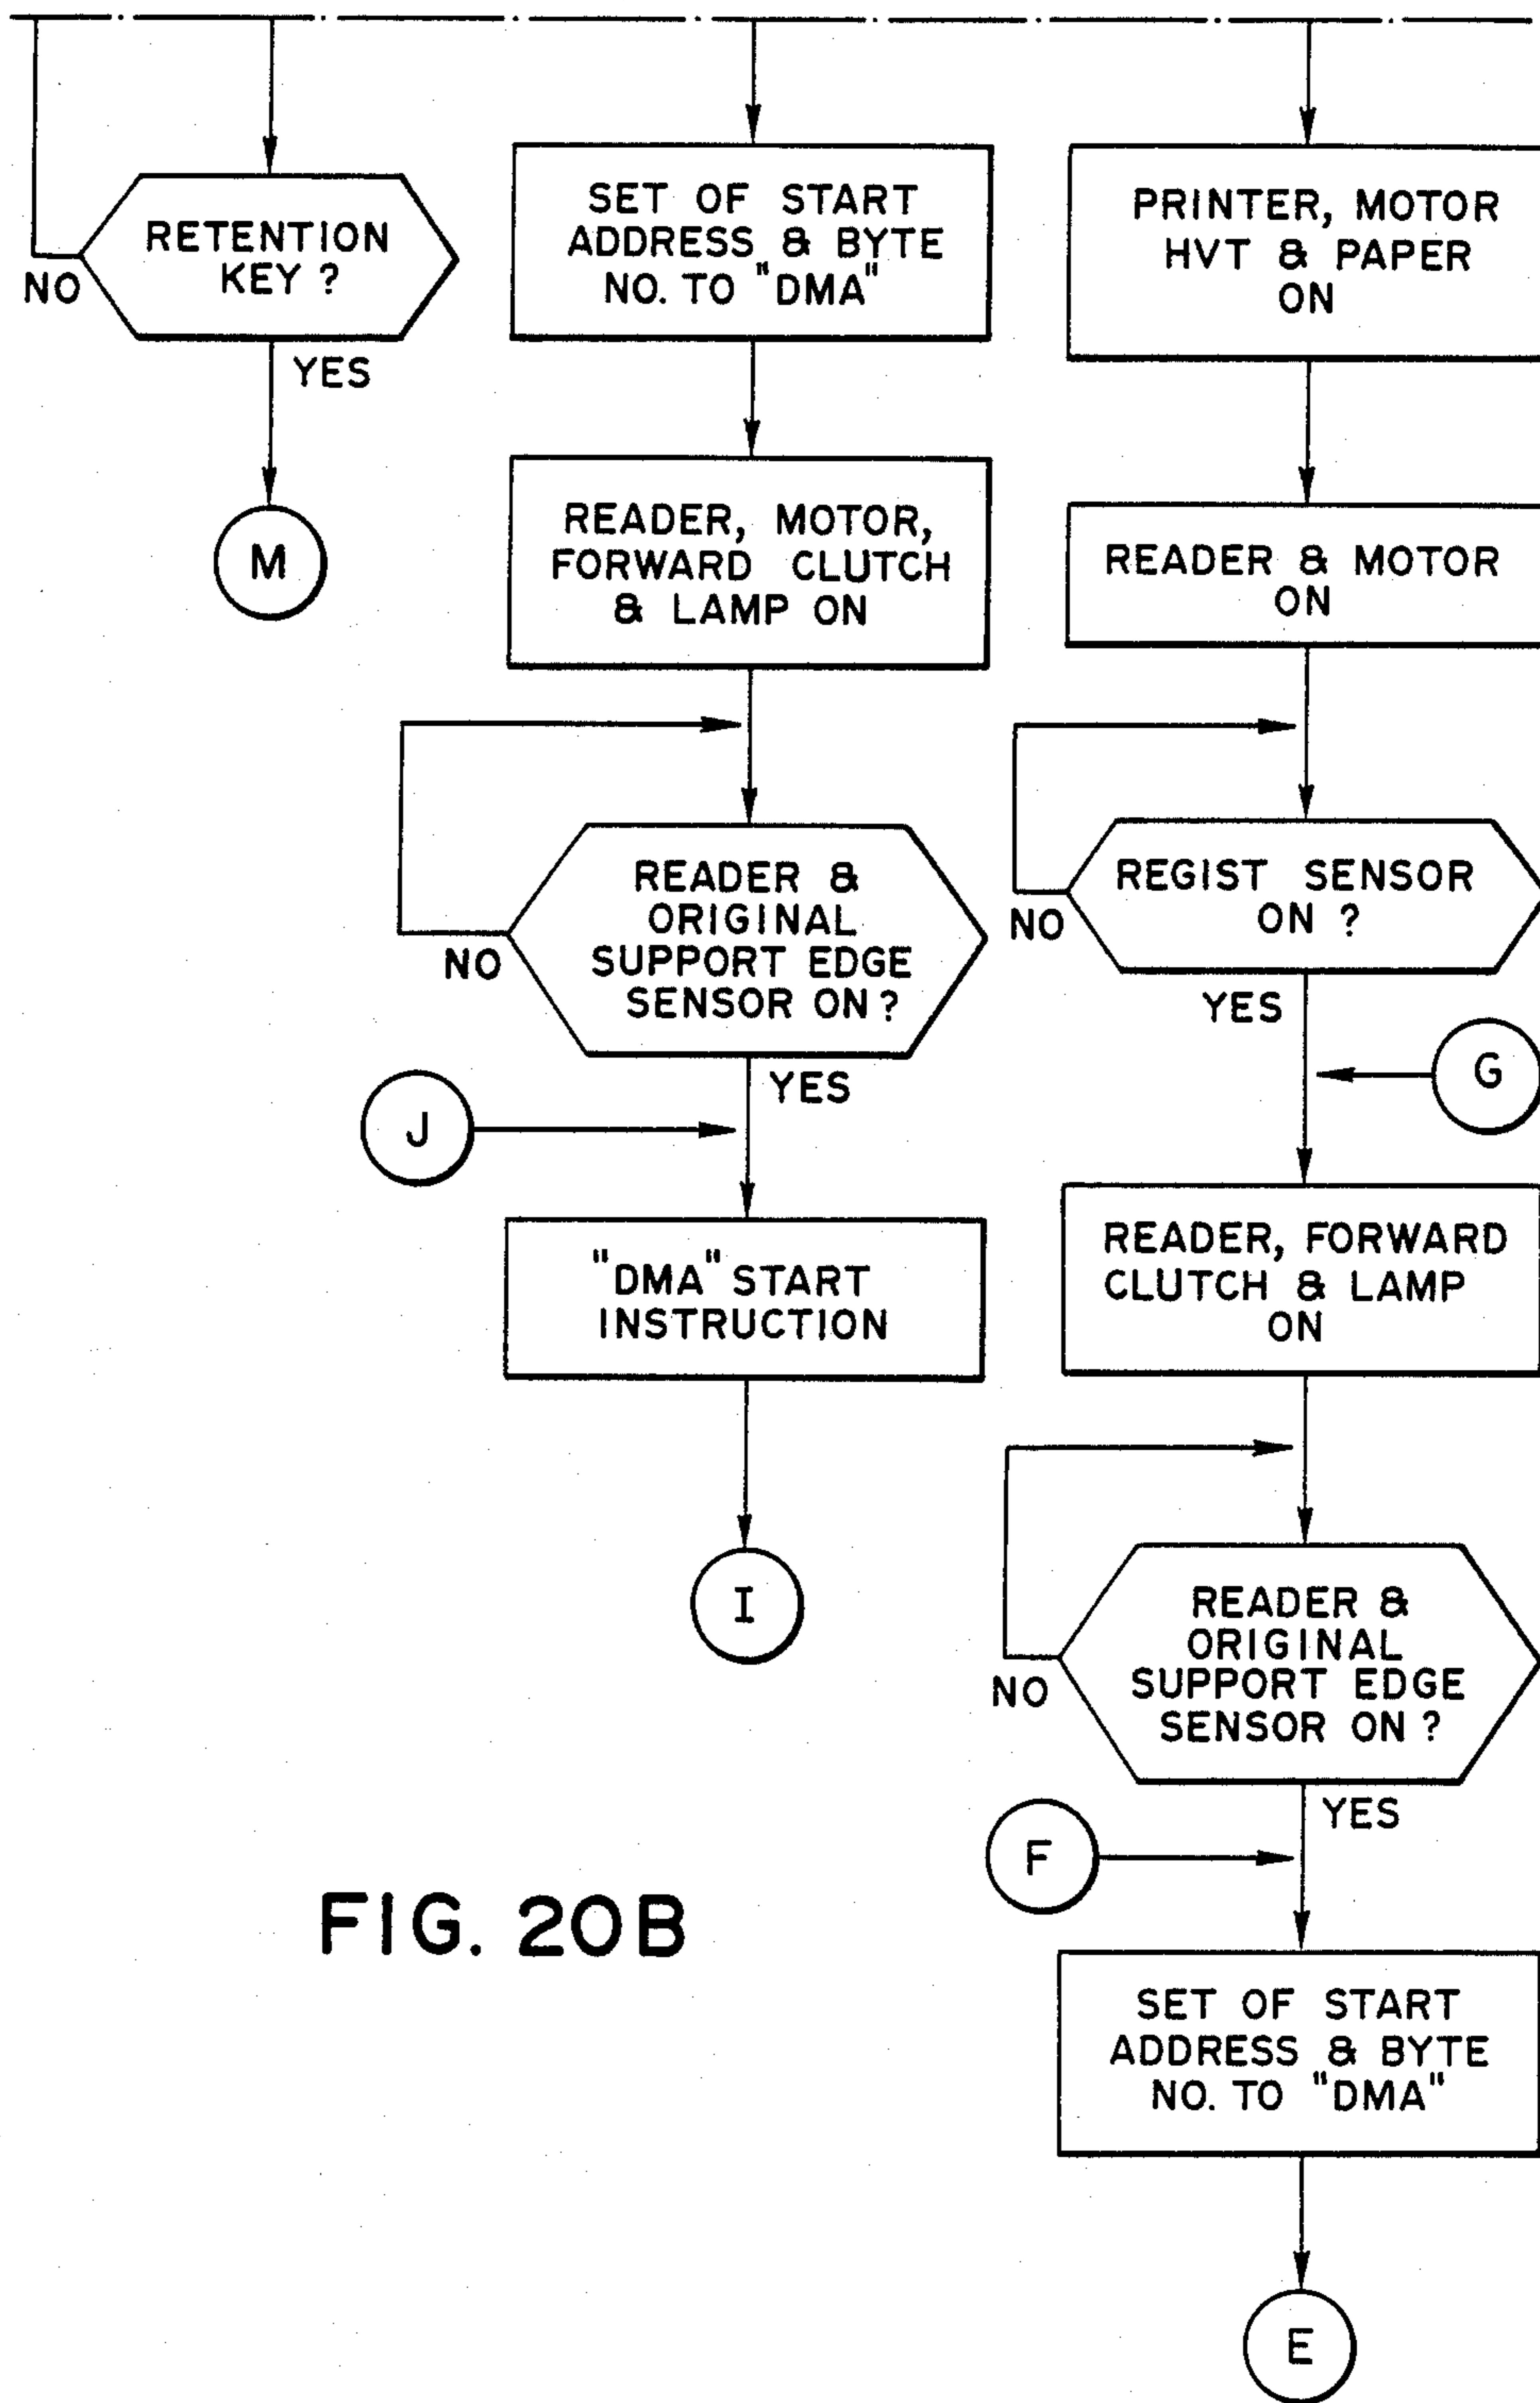 RETENTION
KEY ?
NO
YES
M
SET OF START
ADDRESS & BYTE
NO. TO "DMA"
READER, MOTOR,
FORWARD CLUTCH
& LAMP ON
READER &
ORIGINAL
SUPPORT EDGE
SENSOR ON ?
NO
YES
J
"DMA" START
INSTRUCTION
I
PRINTER, MOTOR
HVT & PAPER
ON
READER & MOTOR
ON
REGIST SENSOR
ON ?
NO
YES
G
READER, FORWARD
CLUTCH & LAMP
ON
READER &
ORIGINAL
SUPPORT EDGE
SENSOR ON ?
NO
YES
F
SET OF START
ADDRESS & BYTE
NO. TO "DMA"
E
FIG. 20B